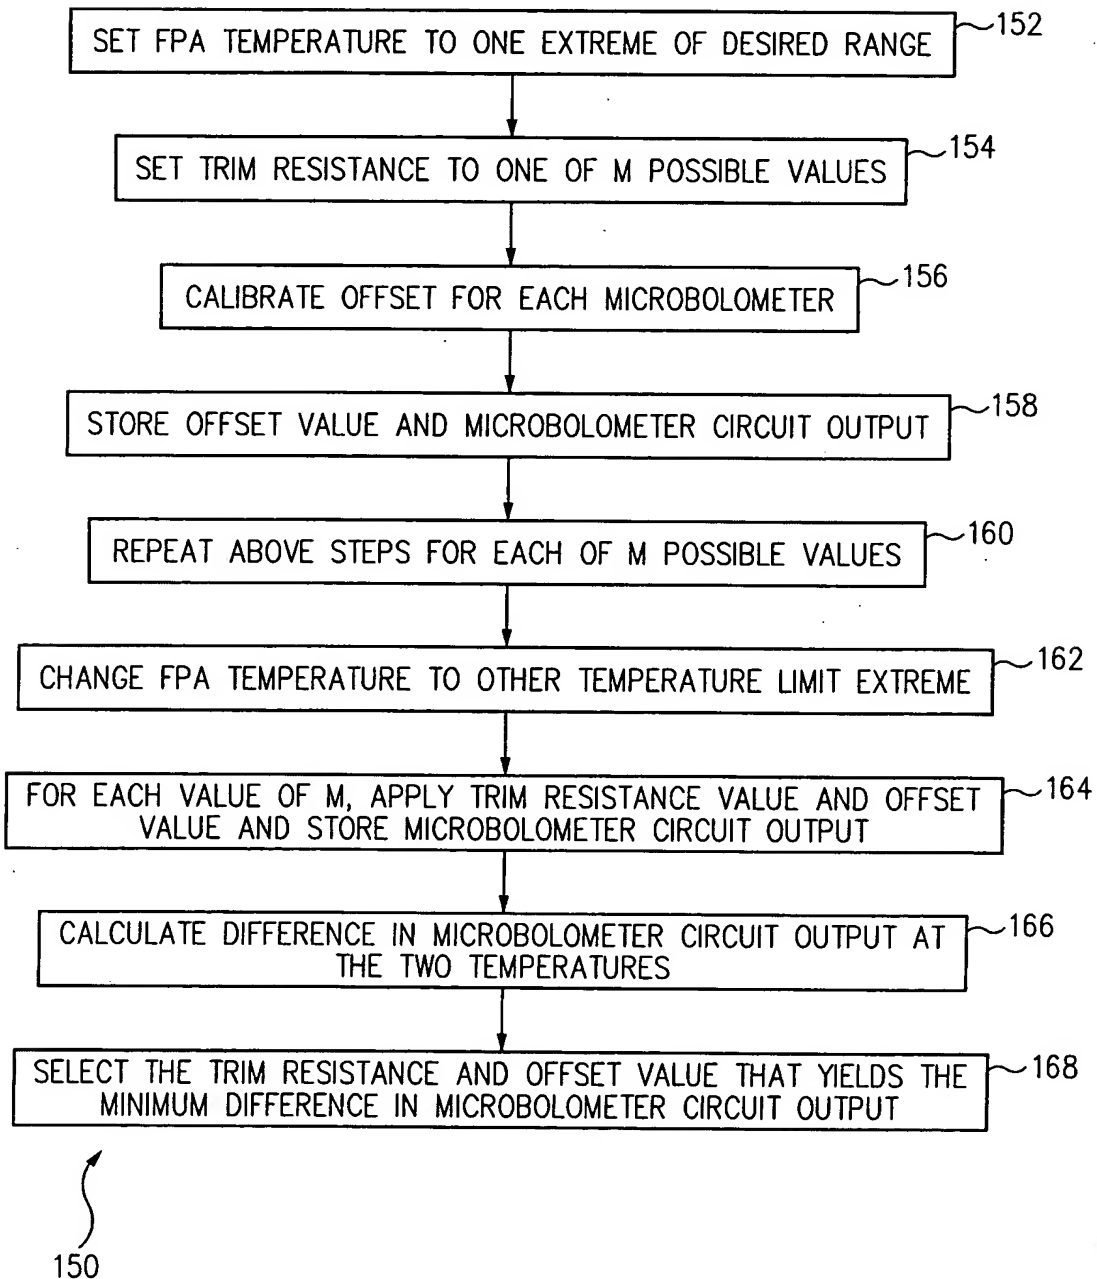 SET FPA TEMPERATURE TO ONE EXTREME OF DESIRED RANGE
152
SET TRIM RESISTANCE TO ONE OF M POSSIBLE VALUES
154
CALIBRATE OFFSET FOR EACH MICROBOLOMETER
156
STORE OFFSET VALUE AND MICROBOLOMETER CIRCUIT OUTPUT
158
REPEAT ABOVE STEPS FOR EACH OF M POSSIBLE VALUES
160
CHANGE FPA TEMPERATURE TO OTHER TEMPERATURE LIMIT EXTREME
162
FOR EACH VALUE OF M, APPLY TRIM RESISTANCE VALUE AND OFFSET
VALUE AND STORE MICROBOLOMETER CIRCUIT OUTPUT
164
CALCULATE DIFFERENCE IN MICROBOLOMETER CIRCUIT OUTPUT AT
THE TWO TEMPERATURES
166
SELECT THE TRIM RESISTANCE AND OFFSET VALUE THAT YIELDS THE
MINIMUM DIFFERENCE IN MICROBOLOMETER CIRCUIT OUTPUT
168
150